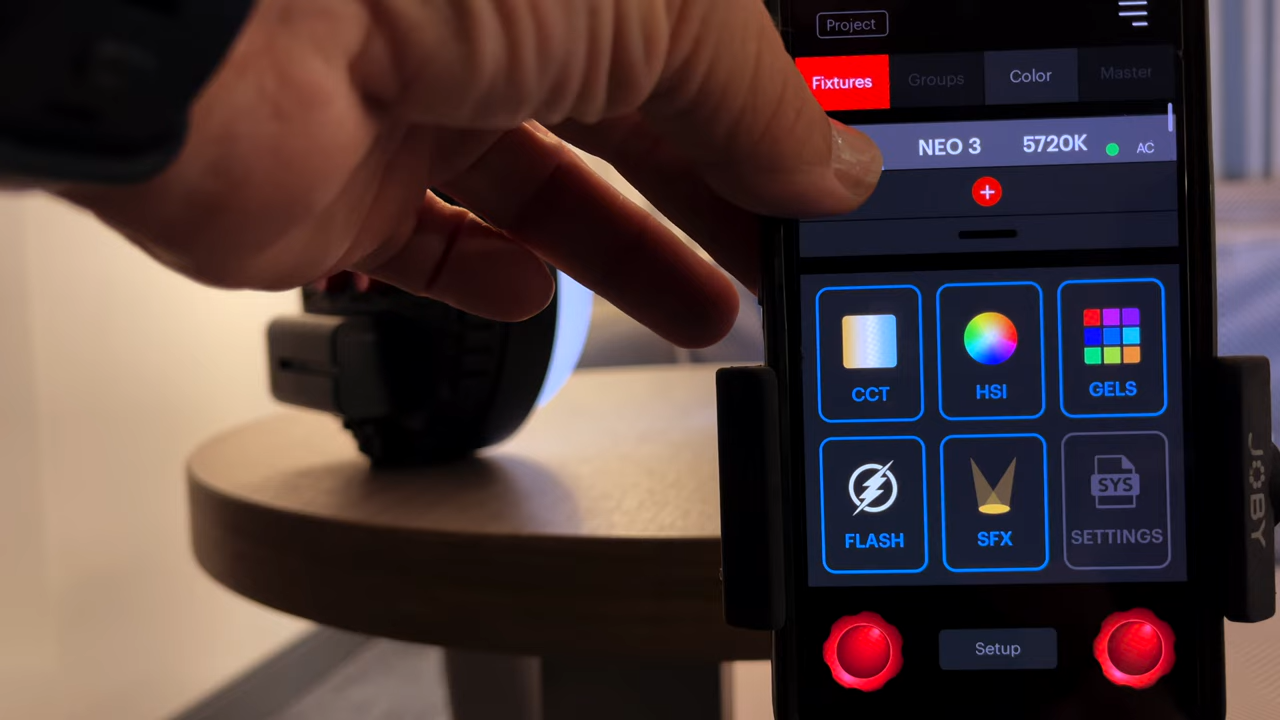 Project
Fixtures Groups Color Master
NEO 3 5720K AC
CCT HSI GELS
SYS
FLASH SFX SETTINGS
Setup
JOBY